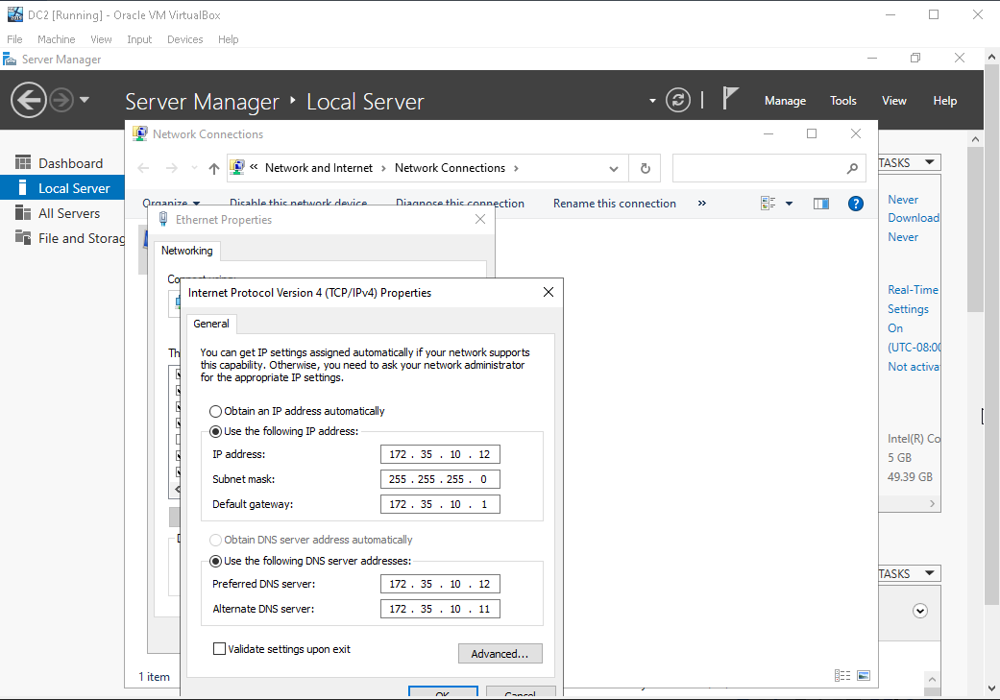 DC2 [Running] - Oracle VM VirtualBox
File Machine View Input Devices Help
Server Manager
Server Manager Local Server
Manage Tools View Help
Dashboard
Local Server
All Servers
File and Storag
Network Connections
« Network and Internet > Network Connections >
Organize Disable this network device Diagnose this connection Rename this connection »
Ethernet Properties
Networking
Connect using:
Th
Internet Protocol Version 4 (TCP/IPv4) Properties
General
You can get IP settings assigned automatically if your network supports
this capability. Otherwise, you need to ask your network administrator
for the appropriate IP settings.
Obtain an IP address automatically
Use the following IP address:
IP address: 172 . 35 . 10 . 12
Subnet mask: 255 . 255 . 255 . 0
Default gateway: 172 . 35 . 10 . 1
Obtain DNS server address automatically
Use the following DNS server addresses:
Preferred DNS server: 172 . 35 . 10 . 12
Alternate DNS server: 172 . 35 . 10 . 11
Validate settings upon exit
Advanced...
OK Cancel
1 item
TASKS
Never
Download
Never
Real-Time
Settings
On
(UTC-08:00
Not activa
Intel(R) Co
5 GB
49.39 GB
TASKS